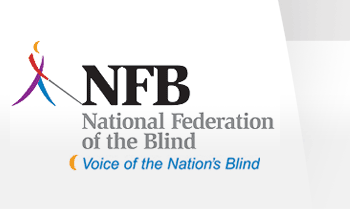 NFB
National Federation
of the Blind
Voice of the Nation's Blind